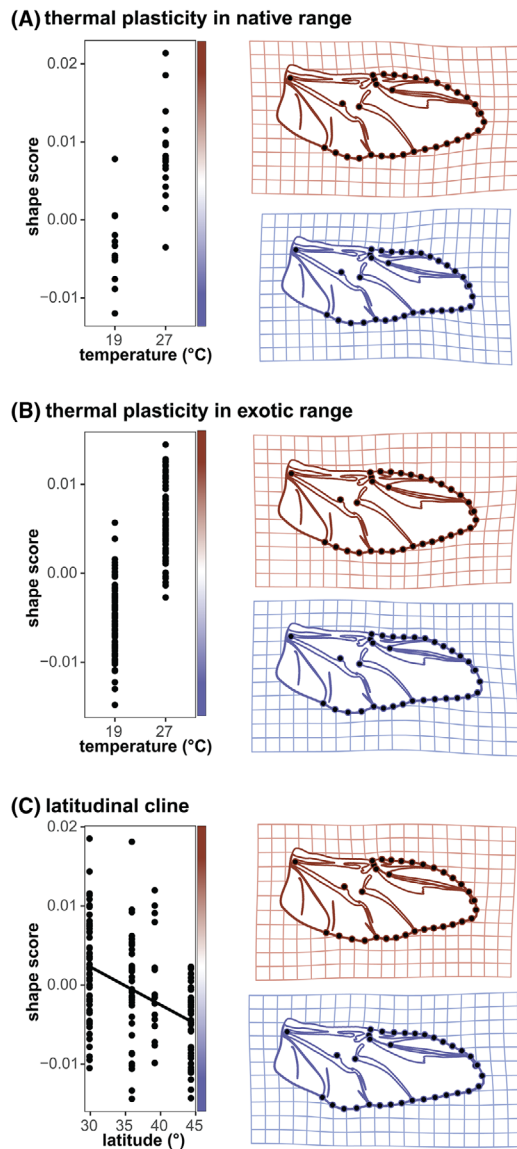 (A) thermal plasticity in native range
0.02
0.01
0.00
−0.01
shape score
19
27
temperature (°C)
(B) thermal plasticity in exotic range
0.01
0.00
−0.01
shape score
19
27
temperature (°C)
(C) latitudinal cline
0.02
0.01
0.00
−0.01
shape score
30
35
40
45
latitude (°)